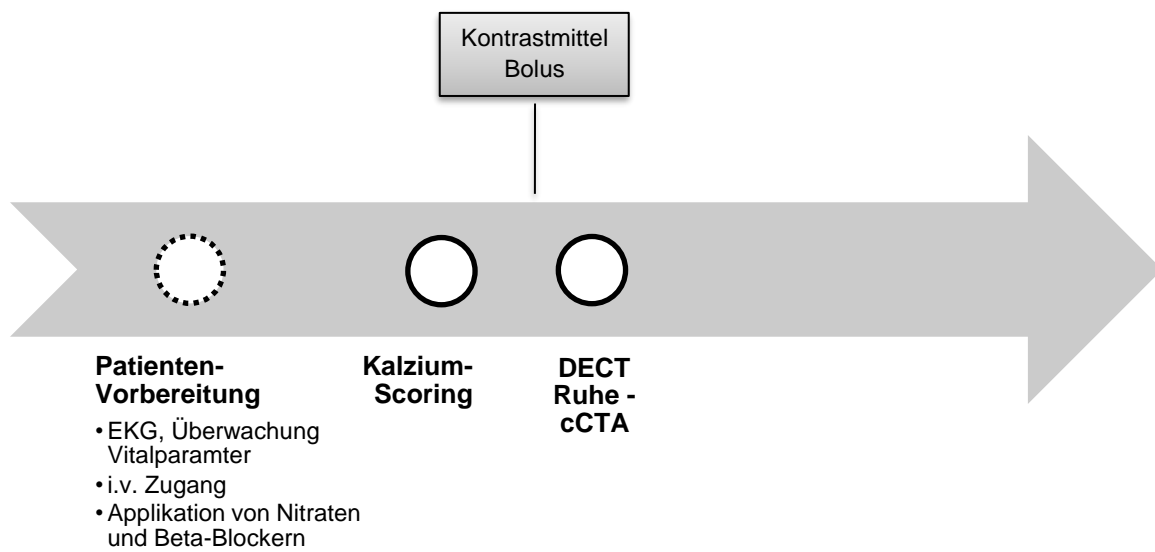 Kontrastmittel
Bolus
Patienten-
Vorbereitung
• EKG, Überwachung
Vitalparamter
• i.v. Zugang
• Applikation von Nitraten
und Beta-Blockern
Kalzium-
Scoring
DECT
Ruhe -
cCTA